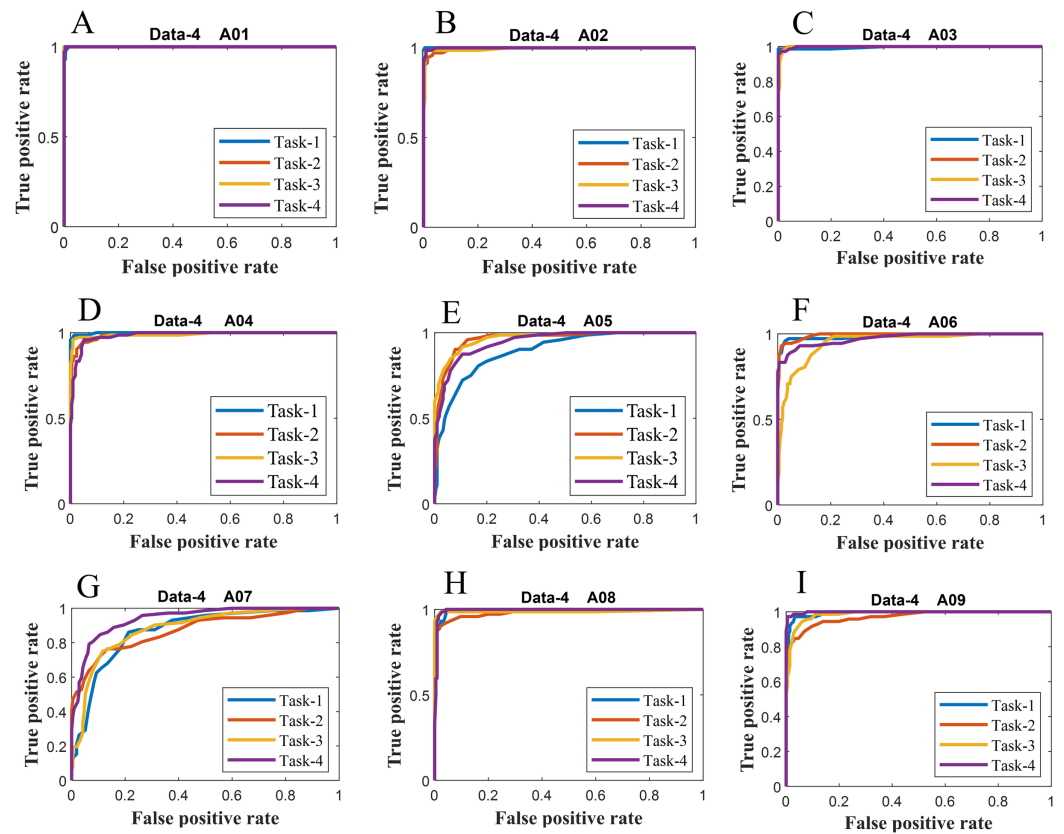 A
Data-4 A01
True positive rate
1
0.5
0
Task-1
Task-2
Task-3
Task-4
0 0.2 0.4 0.6 0.8 1
False positive rate
B
Data-4 A02
True positive rate
1
0.5
0
Task-1
Task-2
Task-3
Task-4
0 0.2 0.4 0.6 0.8 1
False positive rate
C
Data-4 A03
True positive rate
1
0.8
0.6
0.4
0.2
0
Task-1
Task-2
Task-3
Task-4
0 0.2 0.4 0.6 0.8 1
False positive rate
D
Data-4 A04
True positive rate
1
0.5
0
Task-1
Task-2
Task-3
Task-4
0 0.2 0.4 0.6 0.8 1
False positive rate
E
Data-4 A05
True positive rate
1
0.5
0
Task-1
Task-2
Task-3
Task-4
0 0.2 0.4 0.6 0.8 1
False positive rate
F
Data-4 A06
True positive rate
1
0.5
0
Task-1
Task-2
Task-3
Task-4
0 0.2 0.4 0.6 0.8 1
False positive rate
G
Data-4 A07
True positive rate
1
0.8
0.6
0.4
0.2
0
Task-1
Task-2
Task-3
Task-4
0 0.2 0.4 0.6 0.8 1
False positive rate
H
Data-4 A08
True positive rate
1
0.5
0
Task-1
Task-2
Task-3
Task-4
0 0.2 0.4 0.6 0.8 1
False positive rate
I
Data-4 A09
True positive rate
1
0.8
0.6
0.4
0.2
0
Task-1
Task-2
Task-3
Task-4
0 0.2 0.4 0.6 0.8 1
False positive rate